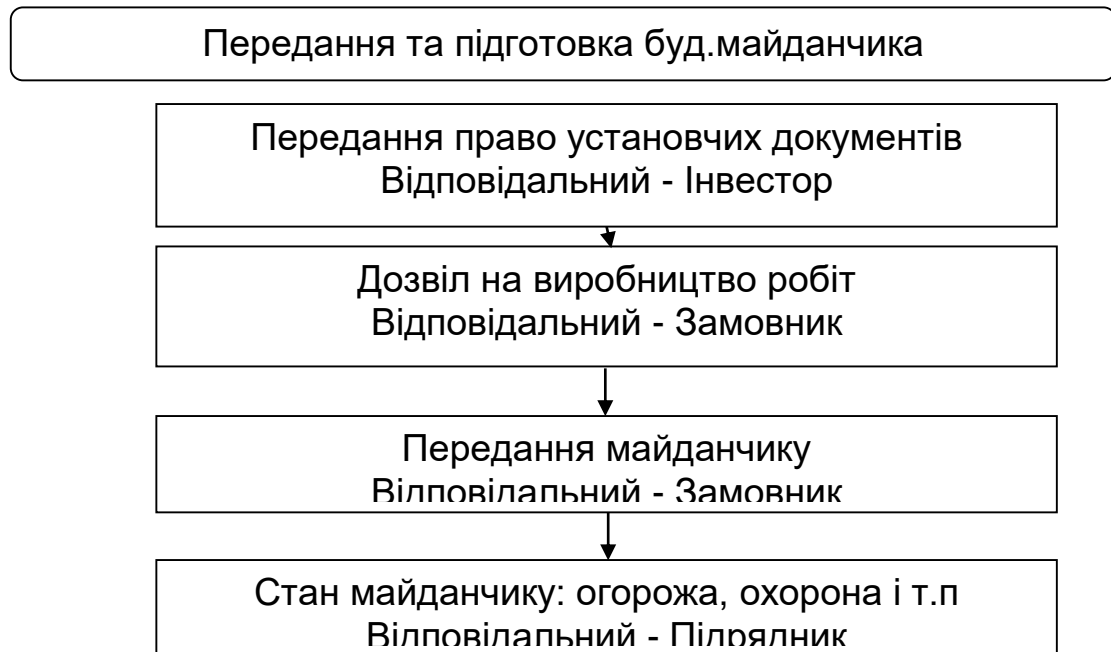 Передання та підготовка буд.майданчика
Передання право установчих документів
Відповідальний - Інвестор
Дозвіл на виробництво робіт
Відповідальний - Замовник
Передання майданчику
Відповідальний - Замовник
Стан майданчику: огорожа, охорона і т.п
Відповідальний - Підрядник